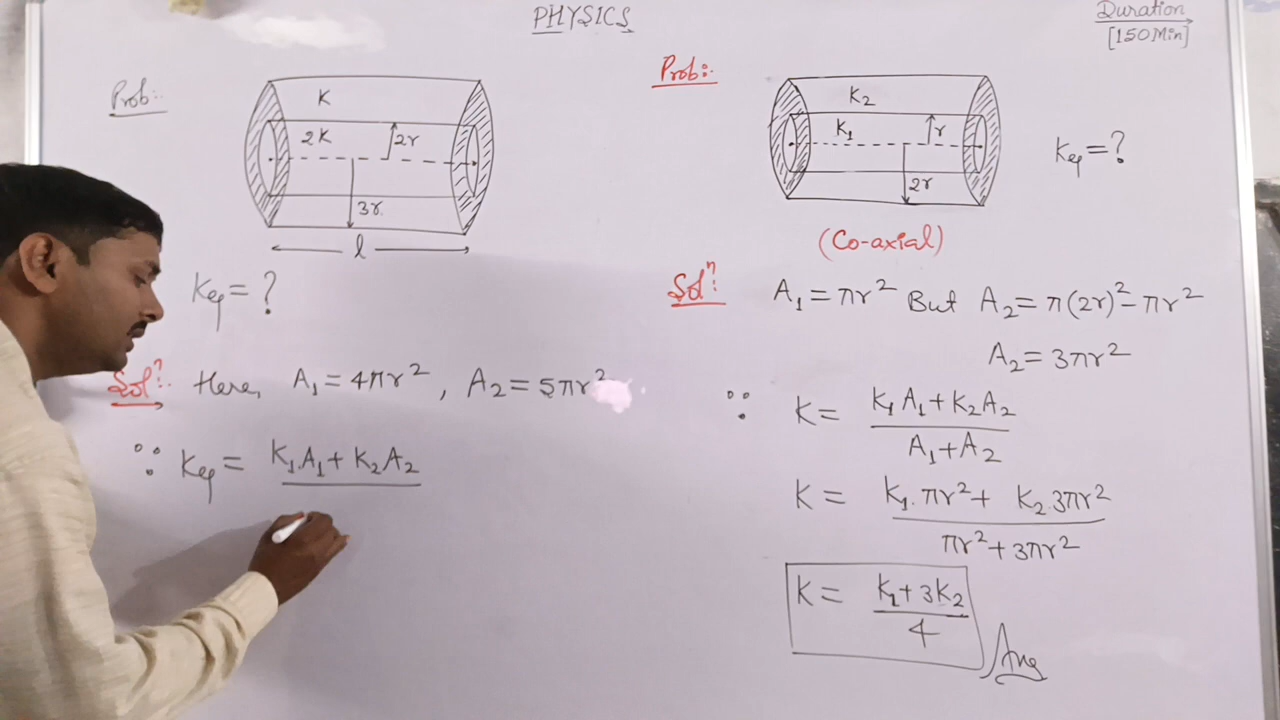 PHYSICS
Duration
[150 Min]
Prob:-
K
2K
2r
3r.
l
Keq = ?
Solⁿ:- Here, A₁ = 4πr², A₂ = 5πr²
∵ Keq = K₁.A₁ + K₂A₂
Prob:-
K₂
K₁
r
2r
Keq = ?
(Co-axial)
Solⁿ:- A₁ = πr² But A₂ = π(2r)² - πr²
A₂ = 3πr²
∵ K = K₁A₁ + K₂A₂
A₁ + A₂
K = K₁.πr² + K₂.3πr²
πr² + 3πr²
K = K₁ + 3K₂
4
Ans